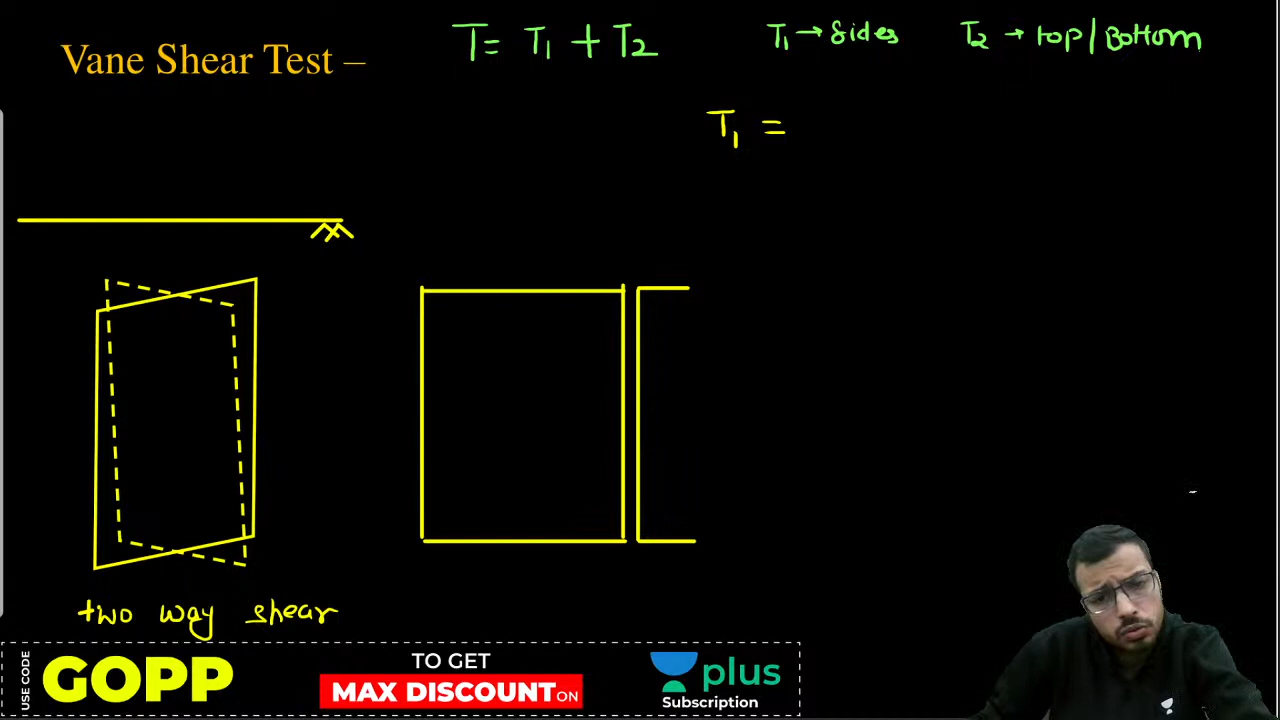 Vane Shear Test –
T = T1 + T2
T1 → sides
T2 → top/Bottom
T1 =
two way shear
USE CODE
GOPP
TO GET
MAX DISCOUNT ON
plus
Subscription